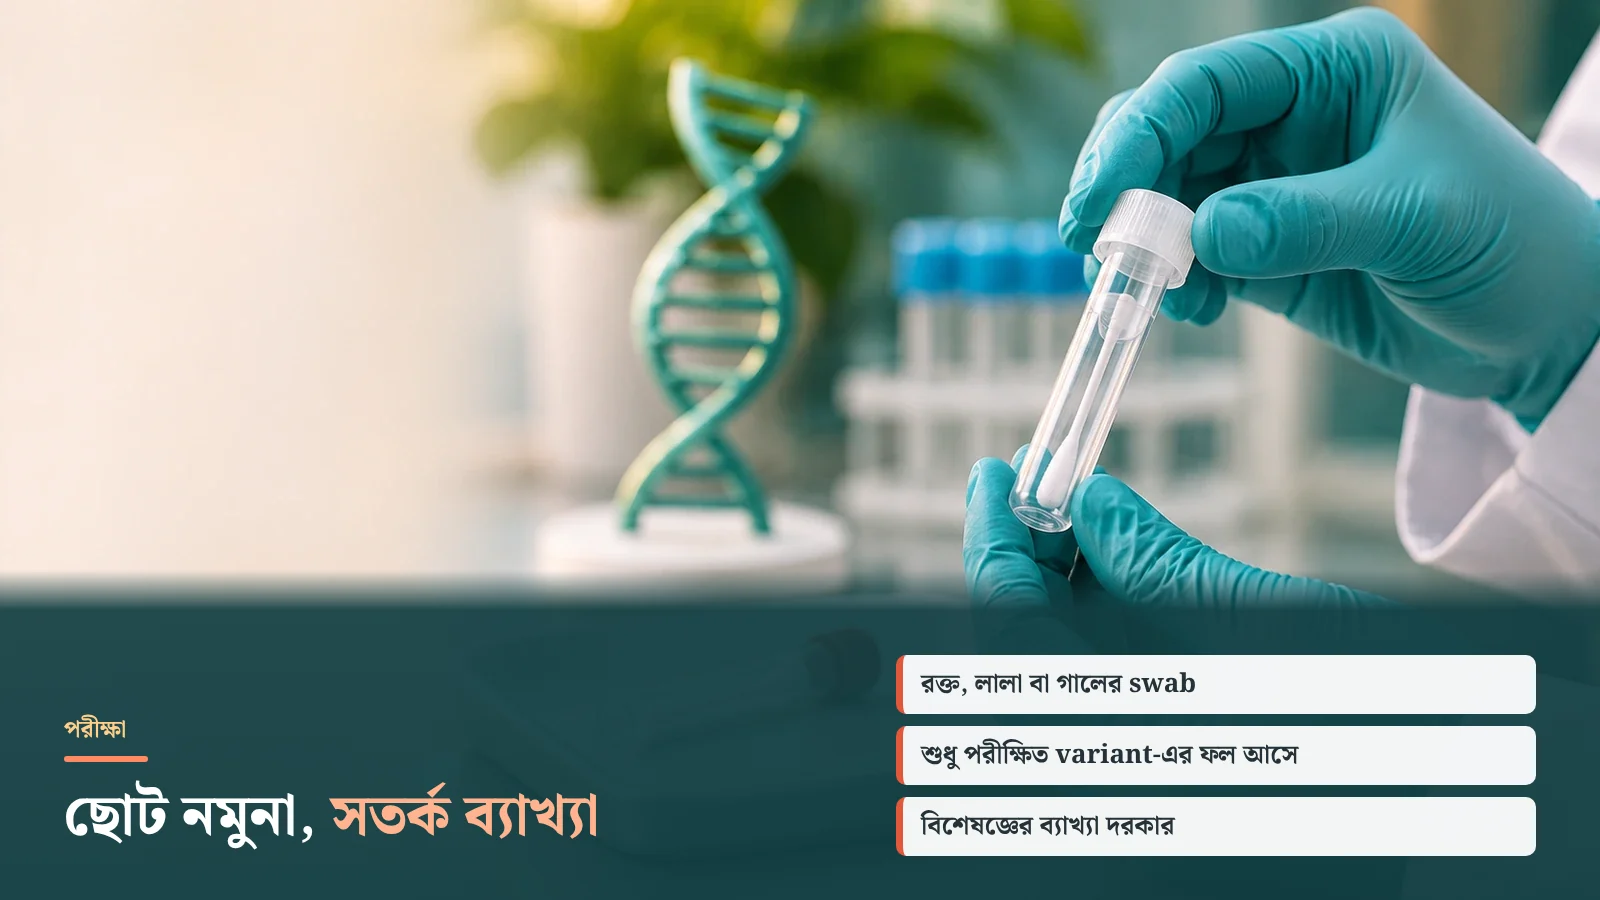 পরীক্ষা
ছোট নমুনা, সতর্ক ব্যাখ্যা
রক্ত, লালা বা গালের swab
শুধু পরীক্ষিত variant-এর ফল আসে
বিশেষজ্ঞের ব্যাখ্যা দরকার